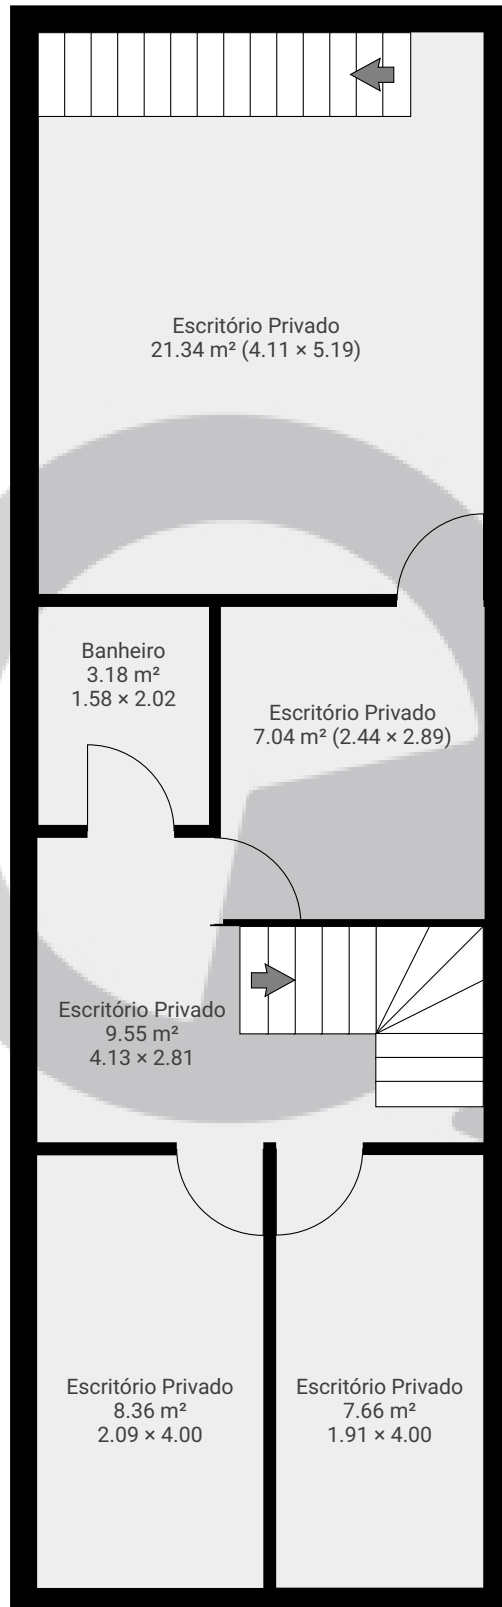 Escritório Privado
21.34 m² (4.11 × 5.19)
Banheiro
3.18 m²
1.58 × 2.02
Escritório Privado
7.04 m² (2.44 × 2.89)
Escritório Privado
9.55 m²
4.13 × 2.81
Escritório Privado
8.36 m²
2.09 × 4.00
Escritório Privado
7.66 m²
1.91 × 4.00